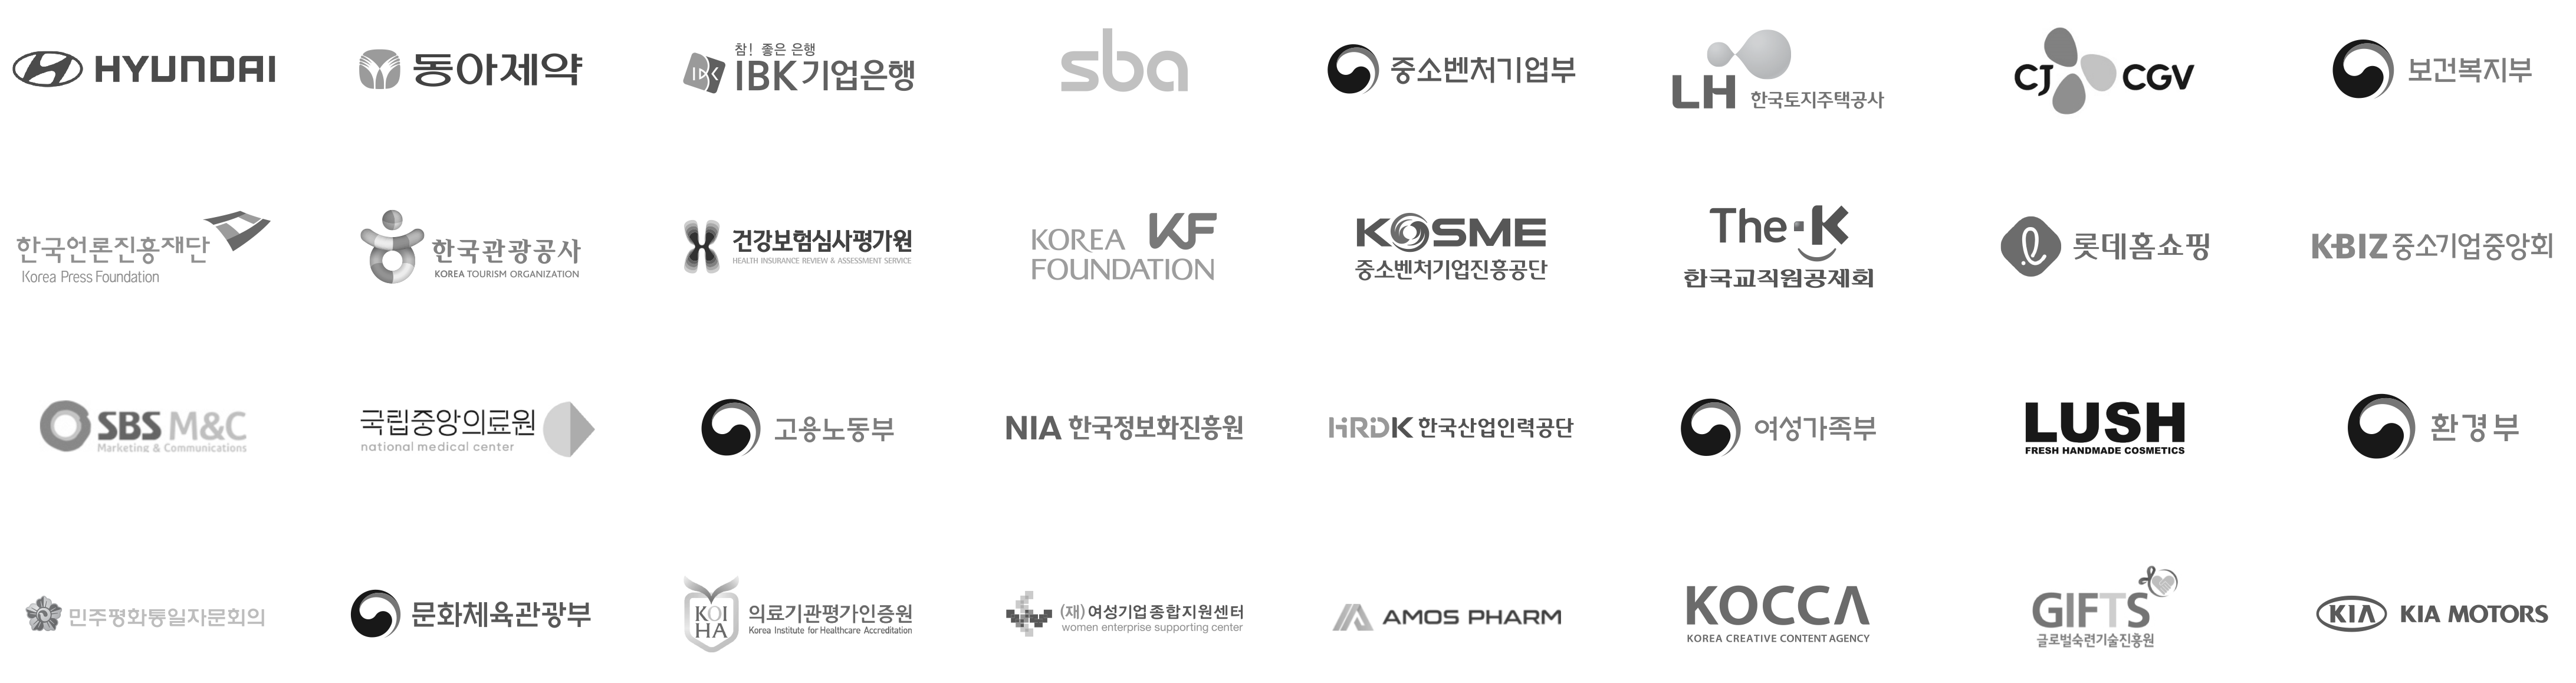 HYUNDAI
동아제약
참! 좋은 은행
IBK
IBK기업은행
sba
중소벤처기업부
LH 한국토지주택공사
CJ CGV
보건복지부
한국언론진흥재단
Korea Press Foundation
한국관광공사
KOREA TOURISM ORGANIZATION
건강보험심사평가원
HEALTH INSURANCE REVIEW & ASSESSMENT SERVICE
KOREA KF
FOUNDATION
KOSME
중소벤처기업진흥공단
The-K
한국교직원공제회
롯데홈쇼핑
KBIZ 중소기업중앙회
SBS M&C
Marketing & Communications
국립중앙의료원
national medical center
고용노동부
NIA 한국정보화진흥원
HRDK 한국산업인력공단
여성가족부
LUSH
FRESH HANDMADE COSMETICS
환경부
민주평화통일자문회의
문화체육관광부
KOI
HA
의료기관평가인증원
Korea Institute for Healthcare Accreditation
(재)여성기업종합지원센터
women enterprise supporting center
AMOS PHARM
KOCCA
KOREA CREATIVE CONTENT AGENCY
GIFTS
글로벌숙련기술진흥원
KIA KIA MOTORS